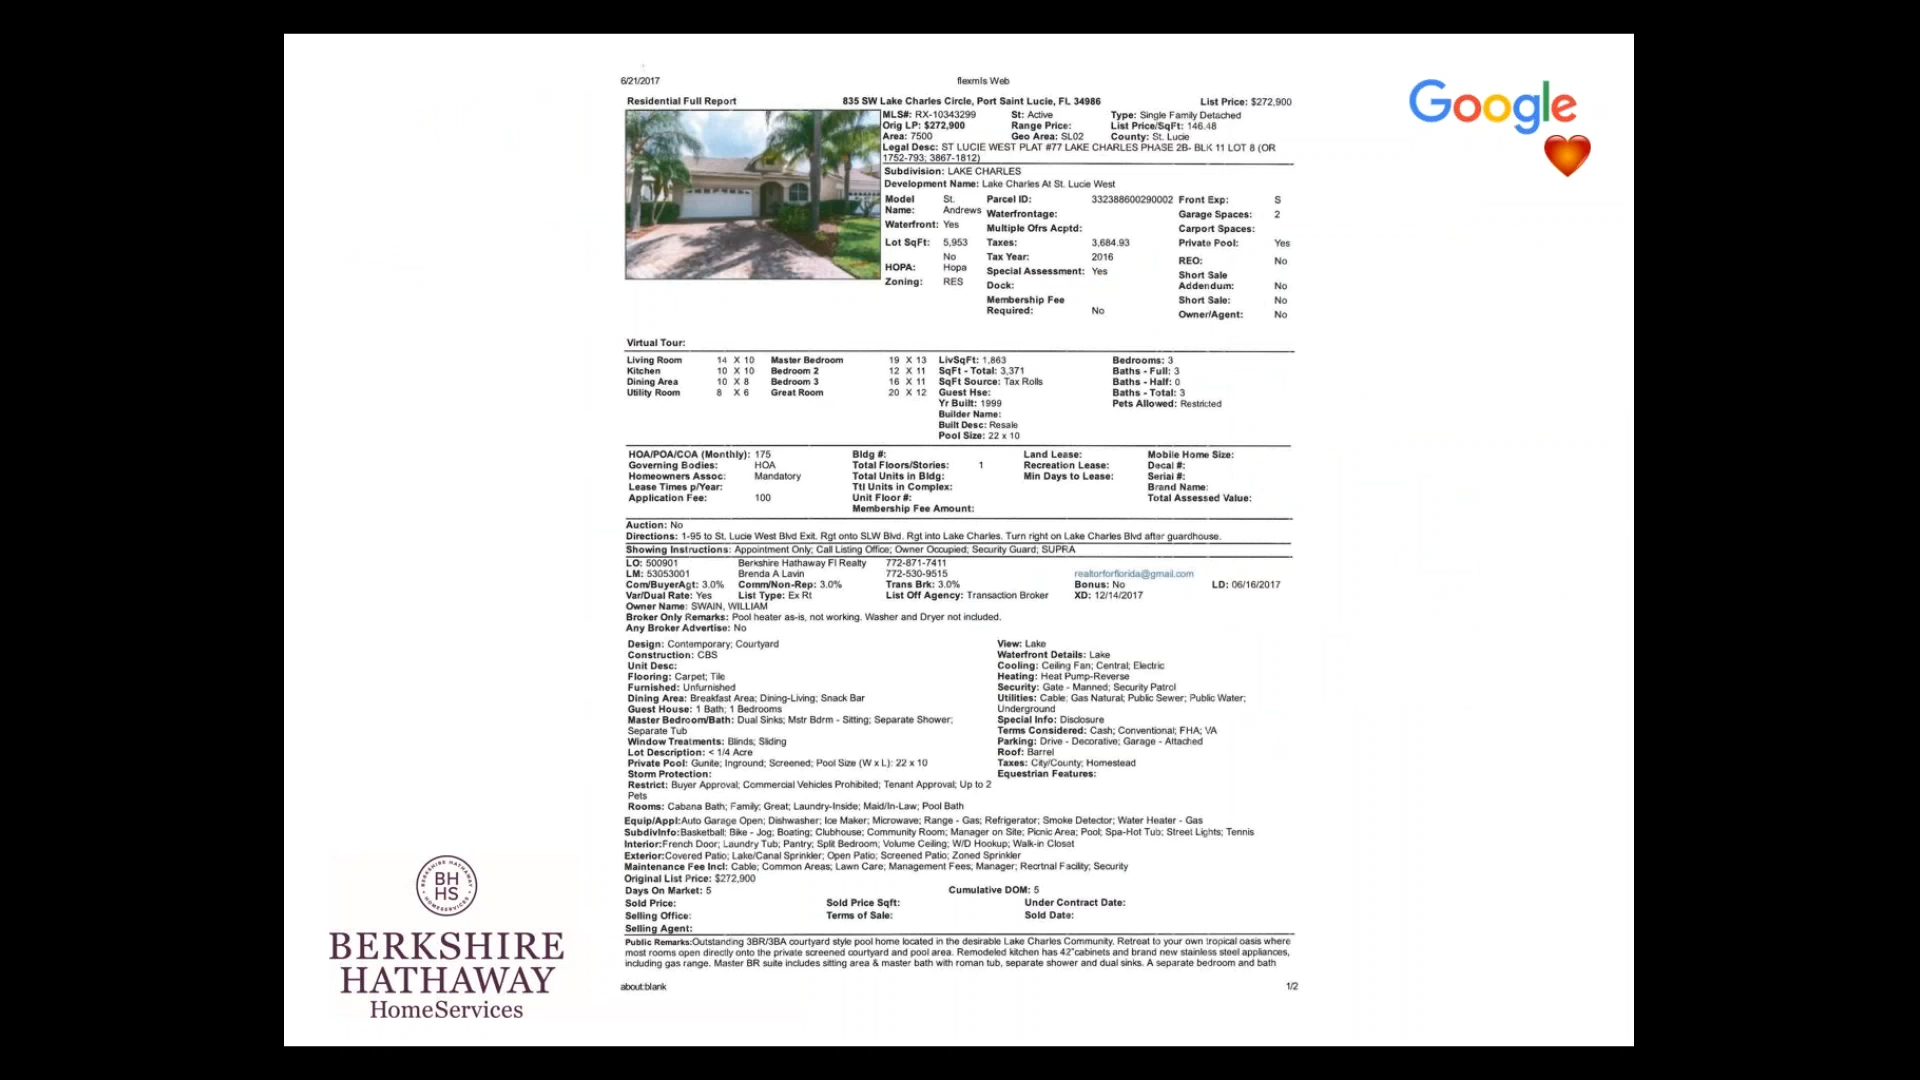 6/21/2017 flexmls Web
Google
Residential Full Report 835 SW Lake Charles Circle, Port Saint Lucie, FL 34986 List Price: $272,900
MLS#: RX-10343299 St: Active Type: Single Family Detached
Orig LP: $272,900 Range Price: List Price/SqFt: 146.48
Area: 7500 Geo Area: SL02 County: St. Lucie
Legal Desc: ST LUCIE WEST PLAT #77 LAKE CHARLES PHASE 2B- BLK 11 LOT 8 (OR
1752-793; 3867-1812)
Subdivision: LAKE CHARLES
Development Name: Lake Charles At St. Lucie West
Model Name: St. Andrews Parcel ID: 332388600290002 Front Exp: S
Waterfrontage: Garage Spaces: 2
Waterfront: Yes Multiple Ofrs Acptd: Carport Spaces:
Lot SqFt: 5,953 Taxes: 3,684.93 Private Pool: Yes
HOPA: No Hopa Tax Year: 2016 REO: No
Zoning: RES Special Assessment: Yes Short Sale Addendum: No
Dock:
Membership Fee Required: No Short Sale: No
Owner/Agent: No
Virtual Tour:
Living Room 14 X 10 Master Bedroom 19 X 13 LivSqFt: 1,863 Bedrooms: 3
Kitchen 10 X 10 Bedroom 2 12 X 11 SqFt - Total: 3,371 Baths - Full: 3
Dining Area 10 X 8 Bedroom 3 16 X 11 SqFt Source: Tax Rolls Baths - Half: 0
Utility Room 8 X 6 Great Room 20 X 12 Guest Hse: Baths - Total: 3
Yr Built: 1999 Pets Allowed: Restricted
Builder Name:
Built Desc: Resale
Pool Size: 22 x 10
HOA/POA/COA (Monthly): 175 Bldg #: Land Lease: Mobile Home Size:
Governing Bodies: HOA Total Floors/Stories: 1 Recreation Lease: Decal #:
Homeowners Assoc: Mandatory Total Units in Bldg: Min Days to Lease: Serial #:
Lease Times p/Year: Ttl Units in Complex: Brand Name:
Application Fee: 100 Unit Floor #: Total Assessed Value:
Membership Fee Amount:
Auction: No
Directions: 1-95 to St. Lucie West Blvd Exit. Rgt onto SLW Blvd. Rgt into Lake Charles. Turn right on Lake Charles Blvd after guardhouse.
Showing Instructions: Appointment Only; Call Listing Office; Owner Occupied; Security Guard; SUPRA
LO: 500901 Berkshire Hathaway Fl Realty 772-871-7411
LM: 53053001 Brenda A Lavin 772-530-9515 realtorforflorida@gmail.com
Com/BuyerAgt: 3.0% Comm/Non-Rep: 3.0% Trans Brk: 3.0% Bonus: No LD: 06/16/2017
Var/Dual Rate: Yes List Type: Ex Rt List Off Agency: Transaction Broker XD: 12/14/2017
Owner Name: SWAIN, WILLIAM
Broker Only Remarks: Pool heater as-is, not working. Washer and Dryer not included.
Any Broker Advertise: No
Design: Contemporary; Courtyard
Construction: CBS
Unit Desc:
Flooring: Carpet; Tile
Furnished: Unfurnished
Dining Area: Breakfast Area; Dining-Living; Snack Bar
Guest House: 1 Bath; 1 Bedrooms
Master Bedroom/Bath: Dual Sinks; Mstr Bdrm - Sitting; Separate Shower;
Separate Tub
Window Treatments: Blinds; Sliding
Lot Description: < 1/4 Acre
Private Pool: Gunite; Inground; Screened; Pool Size (W x L): 22 x 10
Storm Protection:
Restrict: Buyer Approval; Commercial Vehicles Prohibited; Tenant Approval; Up to 2
Pets
Rooms: Cabana Bath; Family; Great; Laundry-Inside; Maid/In-Law; Pool Bath
View: Lake
Waterfront Details: Lake
Cooling: Ceiling Fan; Central; Electric
Heating: Heat Pump-Reverse
Security: Gate - Manned; Security Patrol
Utilities: Cable; Gas Natural; Public Sewer; Public Water;
Underground
Special Info: Disclosure
Terms Considered: Cash; Conventional; FHA; VA
Parking: Drive - Decorative; Garage - Attached
Roof: Barrel
Taxes: City/County; Homestead
Equestrian Features:
Equip/Appl:Auto Garage Open; Dishwasher; Ice Maker; Microwave; Range - Gas; Refrigerator; Smoke Detector; Water Heater - Gas
SubdivInfo:Basketball; Bike - Jog; Boating; Clubhouse; Community Room; Manager on Site; Picnic Area; Pool; Spa-Hot Tub; Street Lights; Tennis
Interior:French Door; Laundry Tub; Pantry; Split Bedroom; Volume Ceiling; W/D Hookup; Walk-in Closet
Exterior:Covered Patio; Lake/Canal Sprinkler; Open Patio; Screened Patio; Zoned Sprinkler
Maintenance Fee Incl: Cable; Common Areas; Lawn Care; Management Fees; Manager; Recrtnal Facility; Security
Original List Price: $272,900
Days On Market: 5 Cumulative DOM: 5
Sold Price: Sold Price Sqft: Under Contract Date:
Selling Office: Terms of Sale: Sold Date:
Selling Agent:
Public Remarks:Outstanding 3BR/3BA courtyard style pool home located in the desirable Lake Charles Community. Retreat to your own tropical oasis where
most rooms open directly onto the private screened courtyard and pool area. Remodeled kitchen has 42"cabinets and brand new stainless steel appliances,
including gas range. Master BR suite includes sitting area & master bath with roman tub, separate shower and dual sinks. A separate bedroom and bath
about:blank 1/2
BERKSHIRE HATHAWAY
HOMESERVICES
BH
HS
BERKSHIRE
HATHAWAY
HomeServices